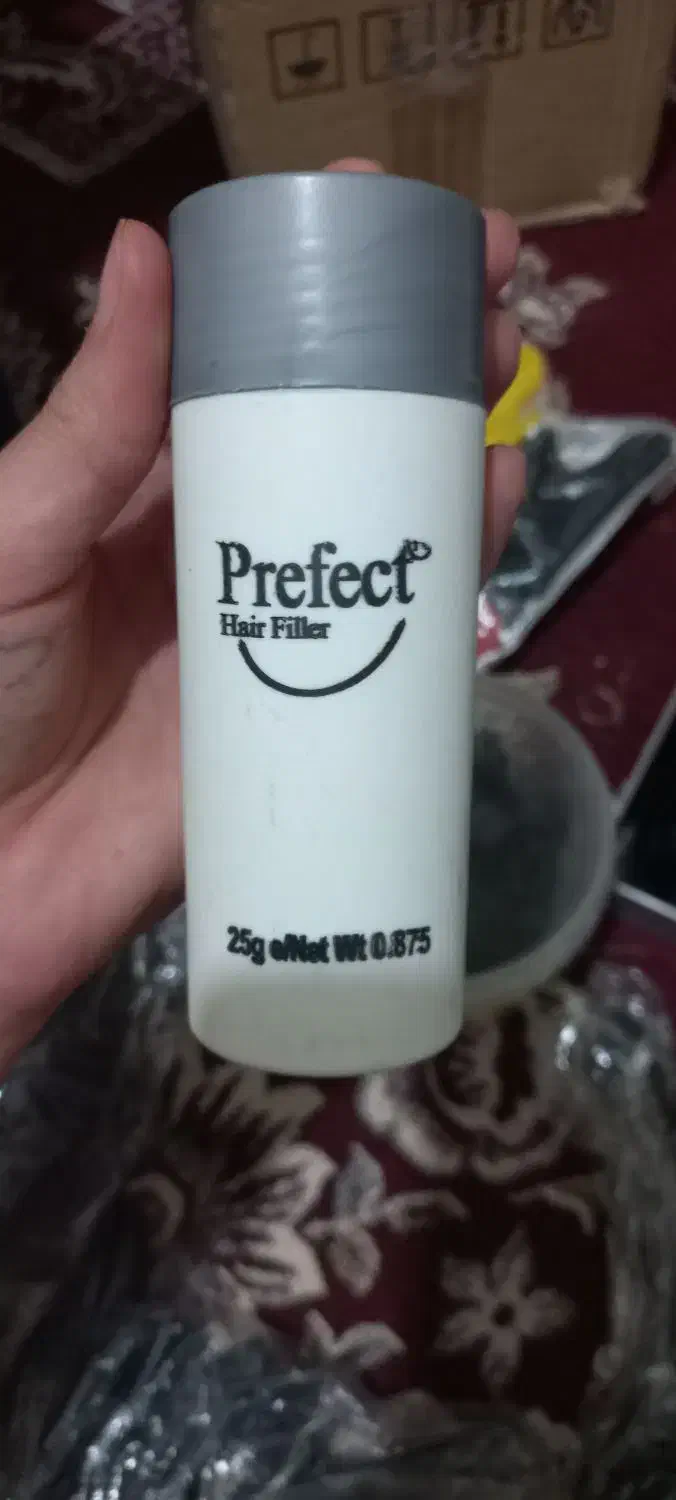 Prefect®
Hair Filler
25g e/Net Wt 0.875